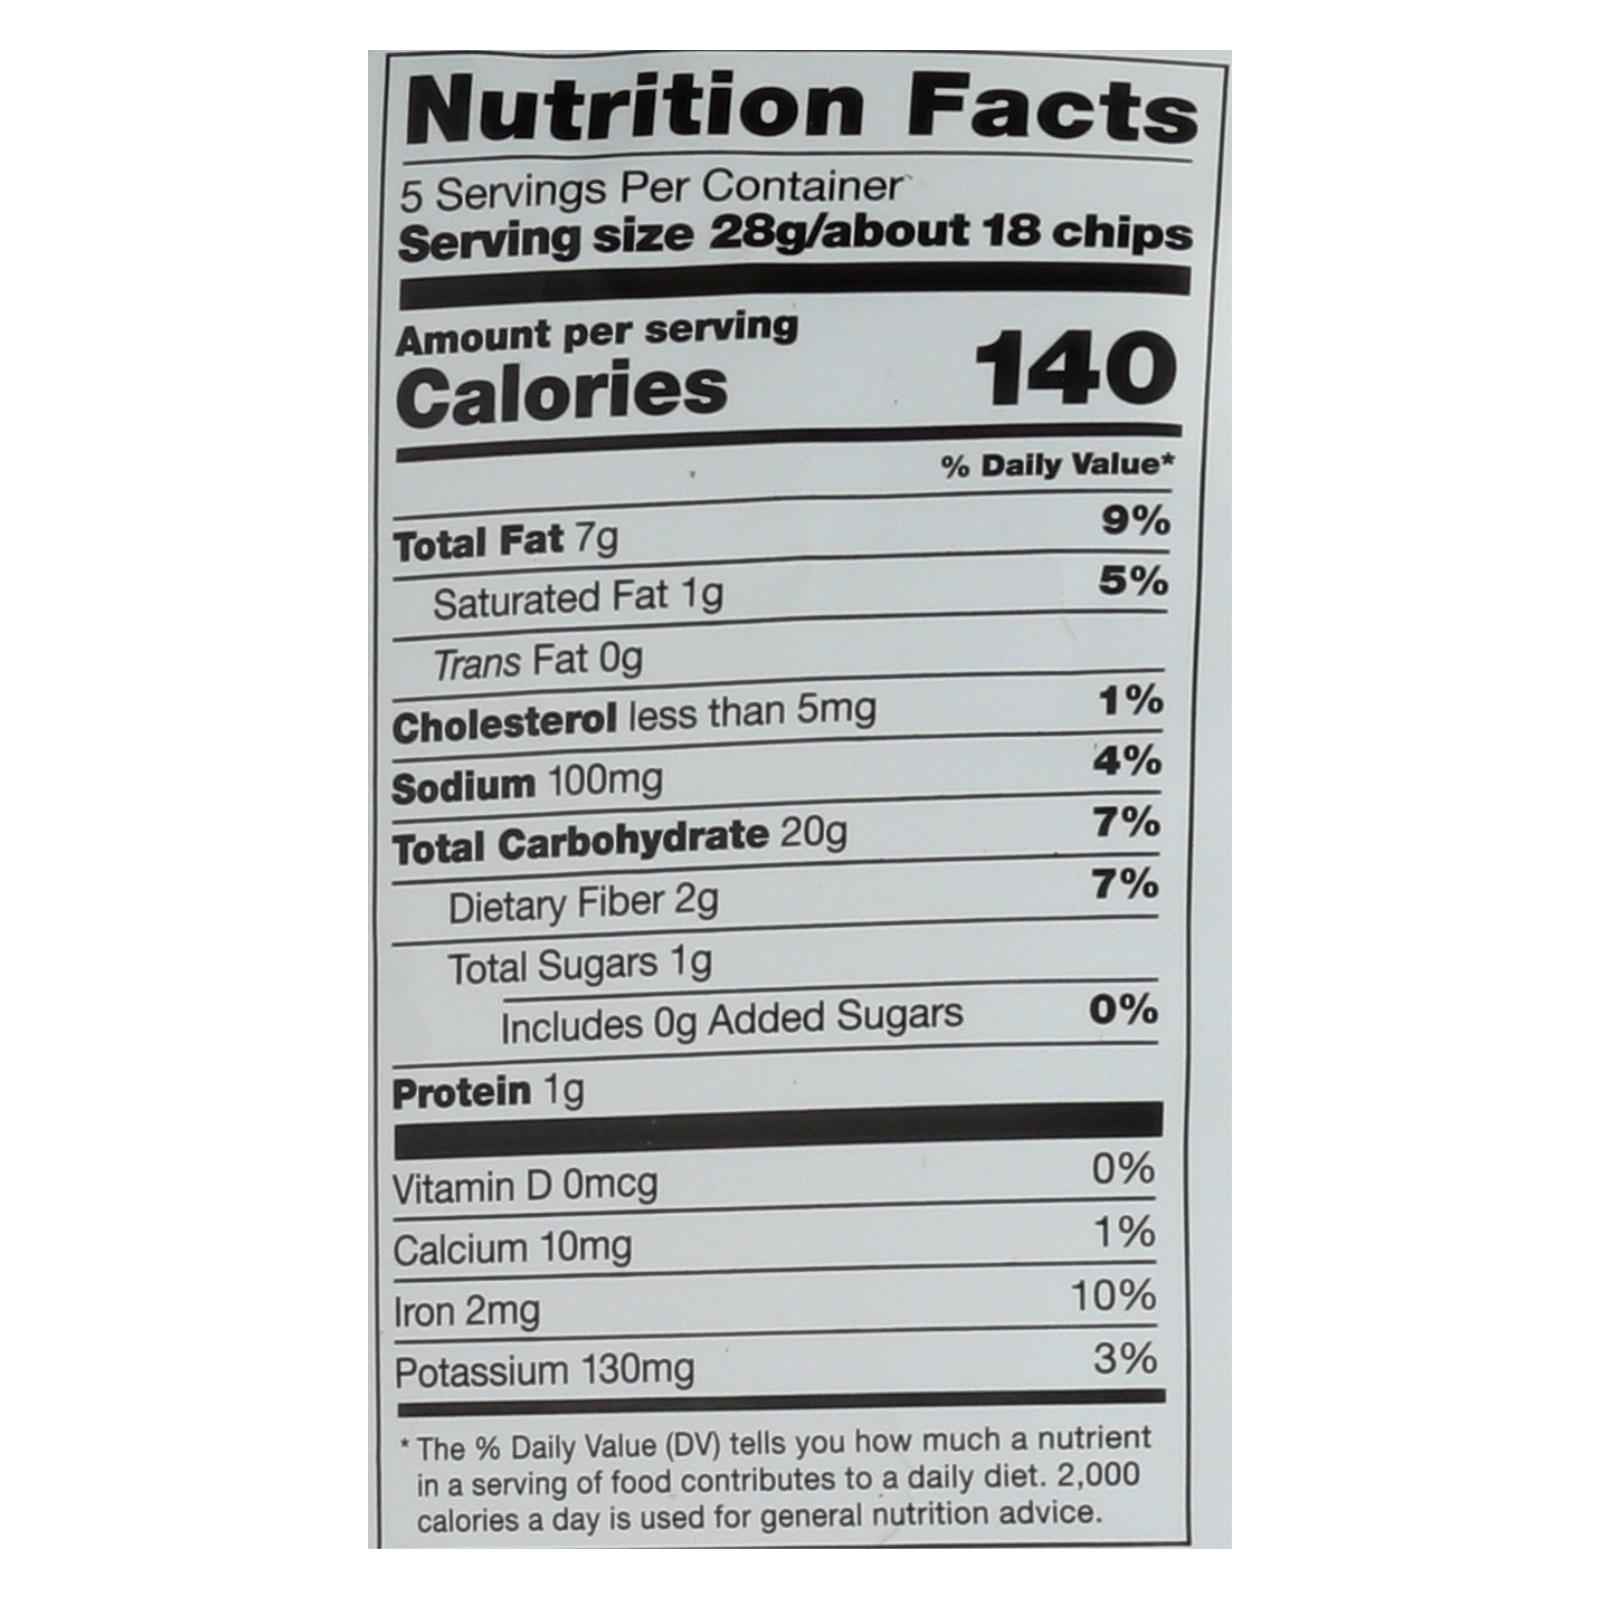 Nutrition Facts
5 Servings Per Container
Serving size 28g/about 18 chips
Amount per serving
Calories 140
% Daily Value*
Total Fat 7g 9%
Saturated Fat 1g 5%
Trans Fat 0g
Cholesterol less than 5mg 1%
Sodium 100mg 4%
Total Carbohydrate 20g 7%
Dietary Fiber 2g 7%
Total Sugars 1g
Includes 0g Added Sugars 0%
Protein 1g
Vitamin D 0mcg 0%
Calcium 10mg 1%
Iron 2mg 10%
Potassium 130mg 3%
* The % Daily Value (DV) tells you how much a nutrient
in a serving of food contributes to a daily diet. 2,000
calories a day is used for general nutrition advice.